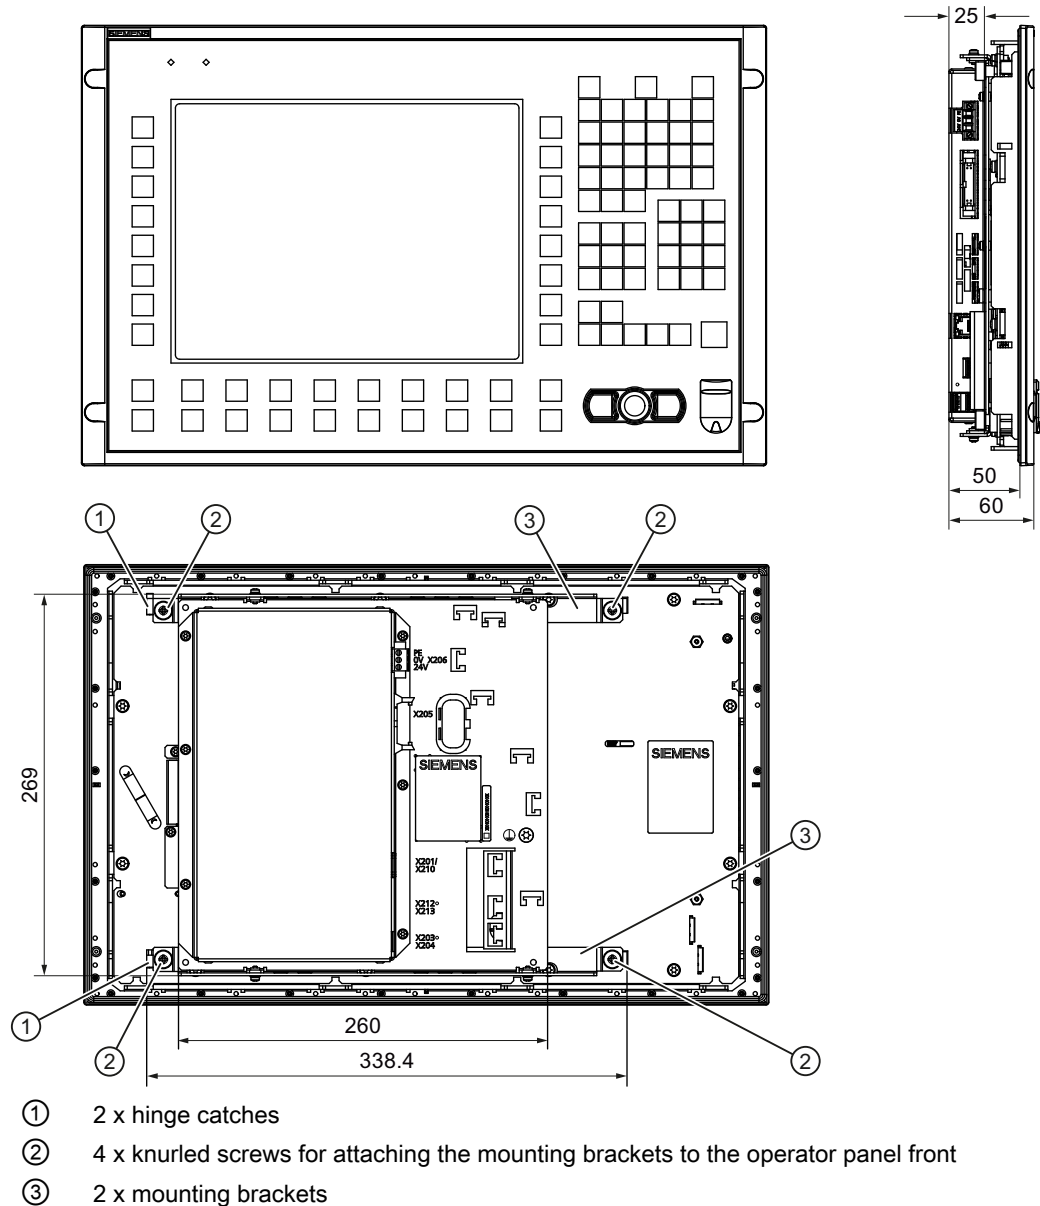 SIEMENS
25
50
60
1
2
3
2
PE
0V X206
24V
X205
SIEMENS
SIEMENS
269
3
X201/
X210
X212
X213
X203
X204
1
2
260
338.4
2
1 2 x hinge catches
2 4 x knurled screws for attaching the mounting brackets to the operator panel front
3 2 x mounting brackets